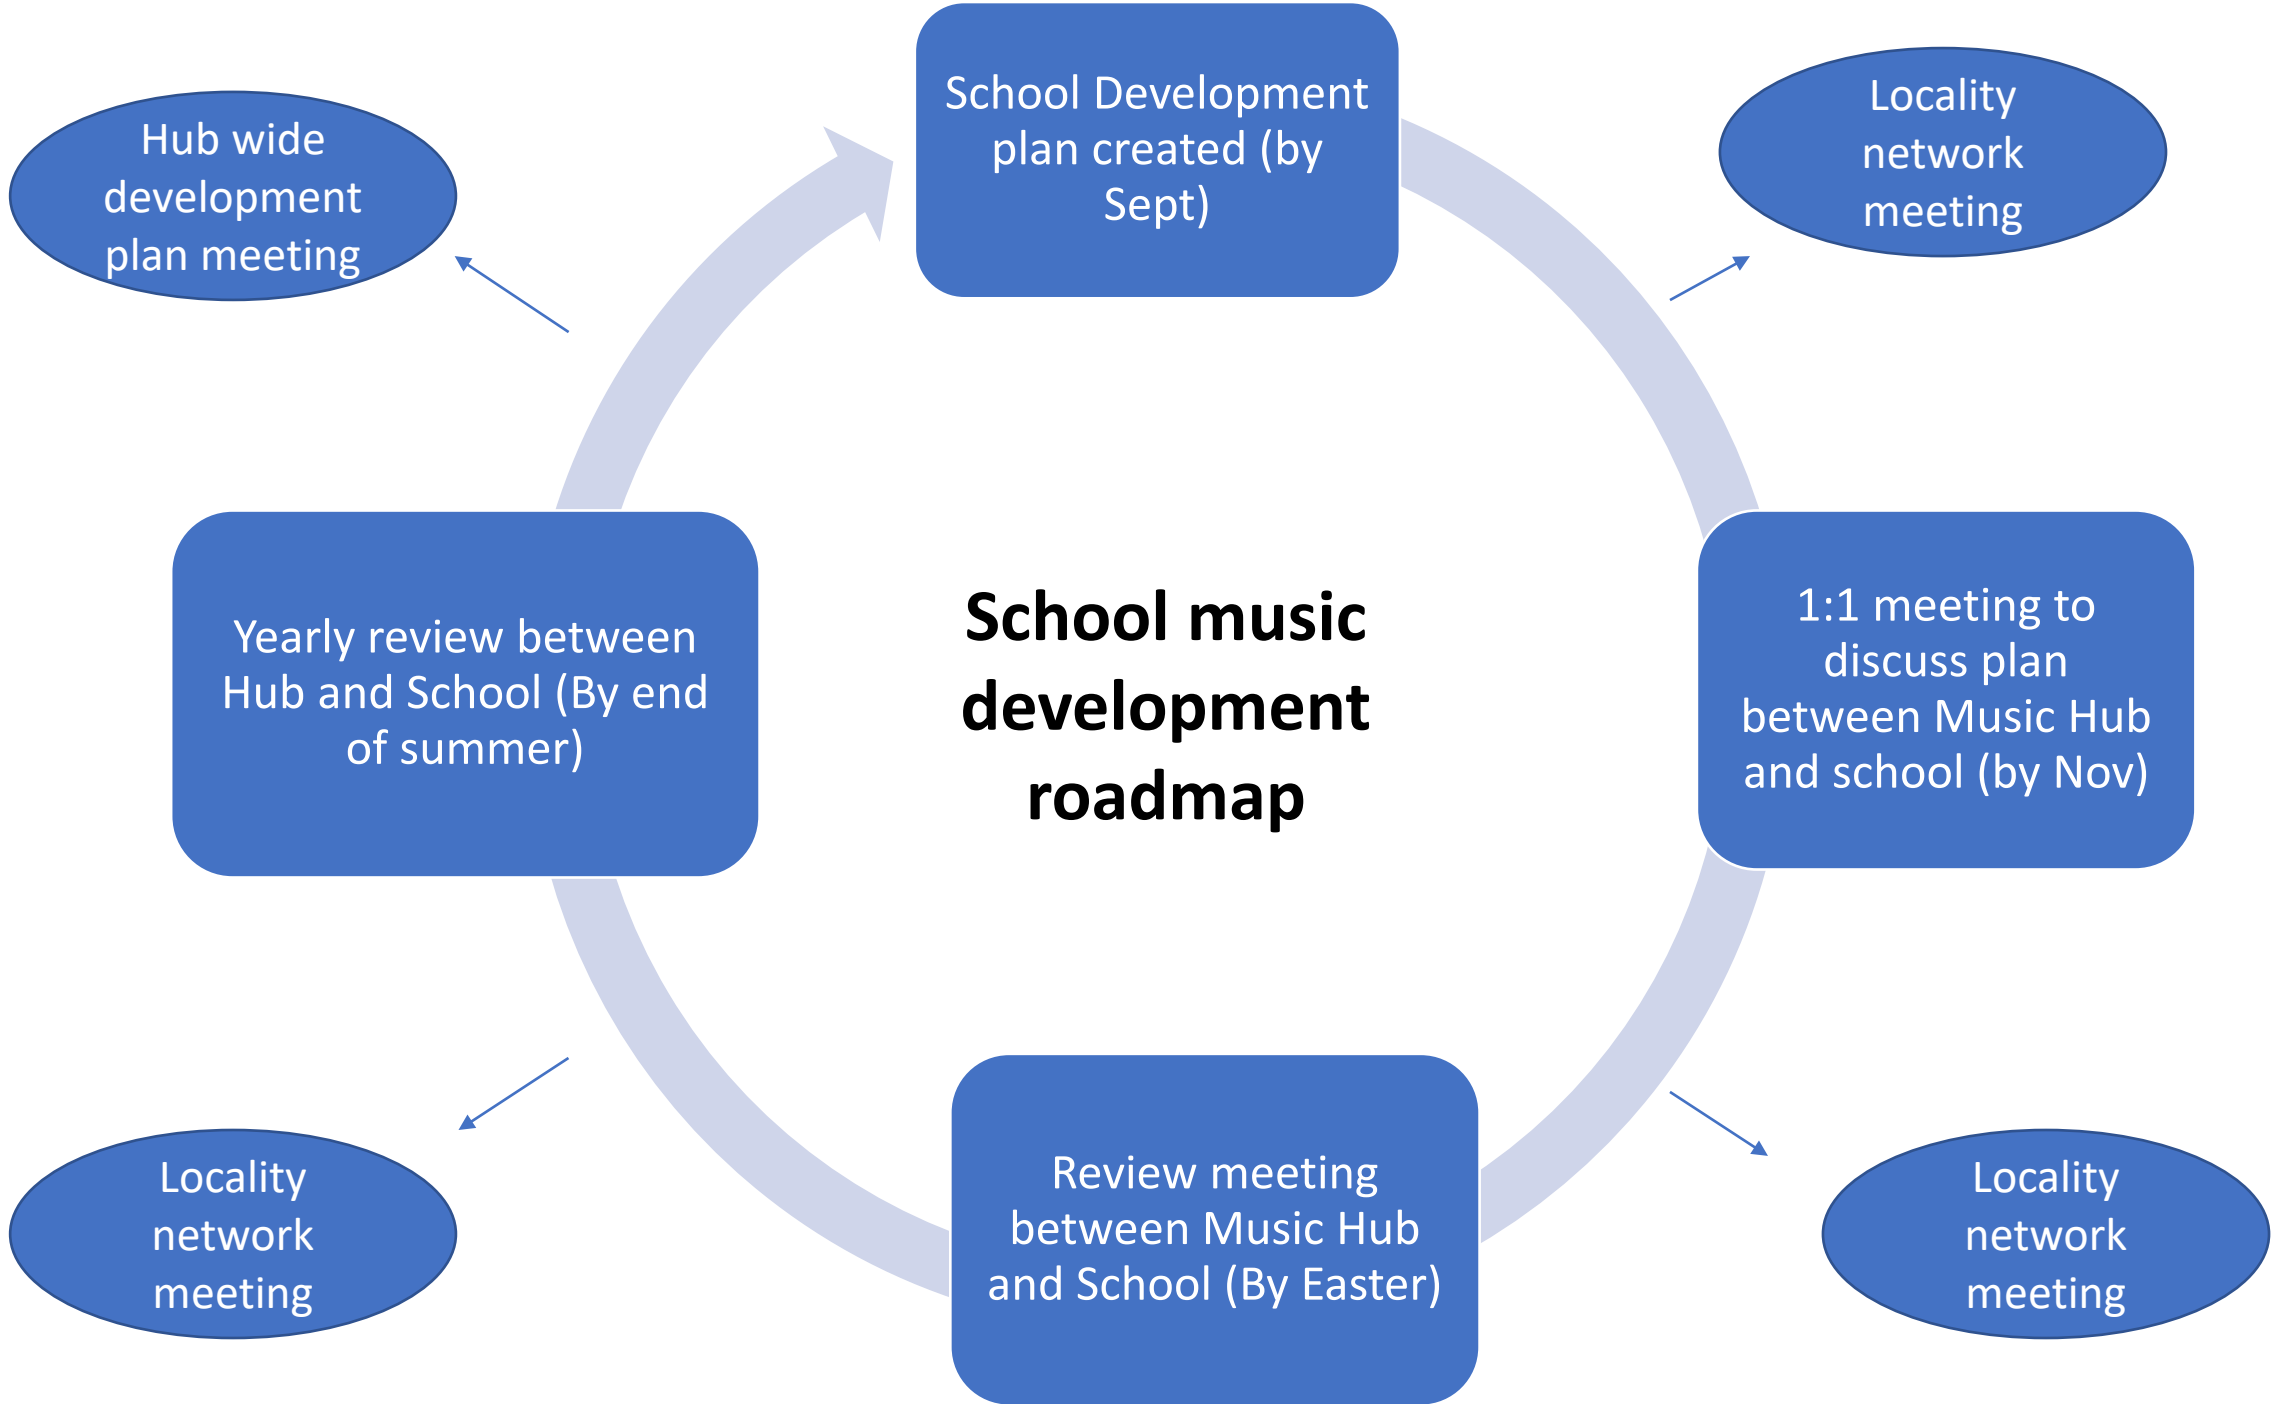 School Development
plan created (by
Sept)
Locality
network
meeting
Hub wide
development
plan meeting
1:1 meeting to
discuss plan
between Music Hub
and school (by Nov)
School music
development
roadmap
Yearly review between
Hub and School (By end
of summer)
Review meeting
between Music Hub
and School (By Easter)
Locality
network
meeting
Locality
network
meeting